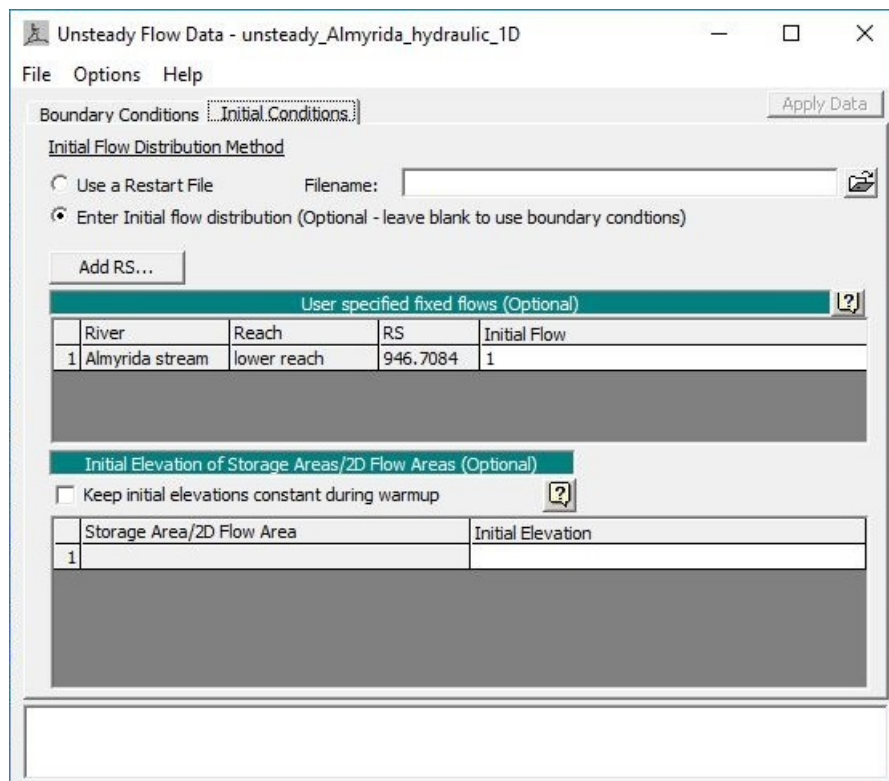 Unsteady Flow Data - unsteady_Almyrida_hydraulic_1D
File Options Help
Boundary Conditions Initial Conditions Apply Data
Initial Flow Distribution Method
Use a Restart File Filename:
Enter Initial flow distribution (Optional - leave blank to use boundary condtions)
Add RS...
User specified fixed flows (Optional)
River Reach RS Initial Flow
1 Almyrida stream lower reach 946.7084 1
Initial Elevation of Storage Areas/2D Flow Areas (Optional)
Keep initial elevations constant during warmup
Storage Area/2D Flow Area Initial Elevation
1